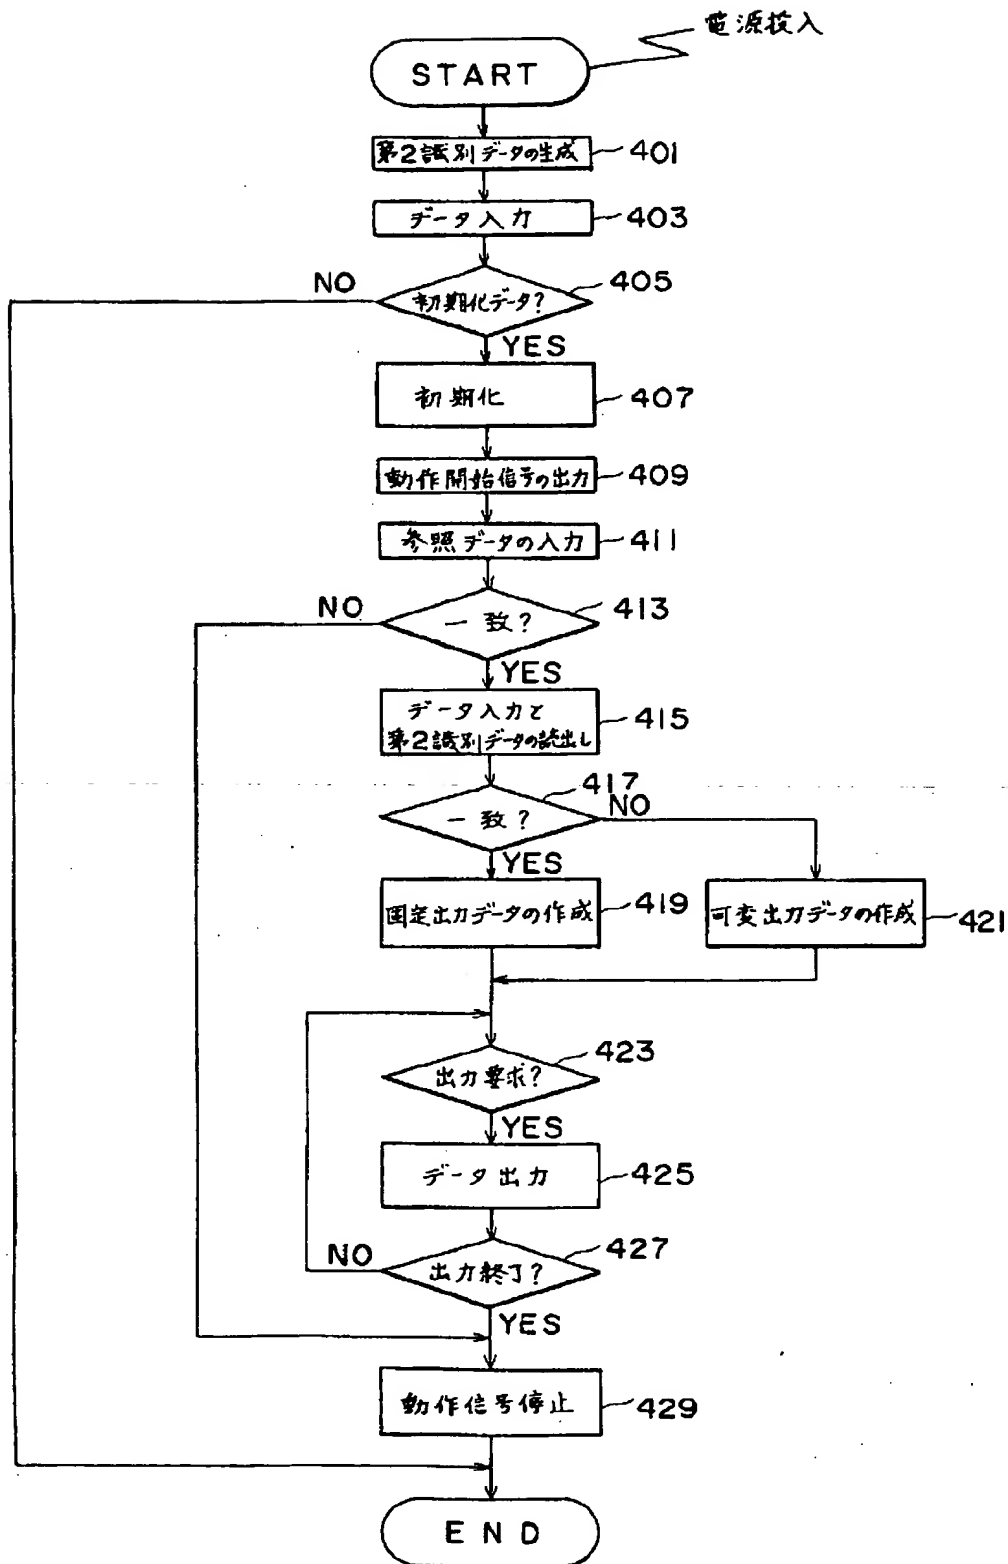 電源投入
START
第2識別データの生成
401
データ入力
403
NO
405
初期化データ?
YES
初期化
407
動作開始信号の出力
409
参照データの入力
411
NO
413
一致?
YES
データ入力と
第2識別データの読出し
415
417
NO
一致?
YES
固定出力データの作成
419
可変出力データの作成
421
423
出力要求?
YES
データ出力
425
427
NO
出力終了?
YES
動作信号停止
429
END